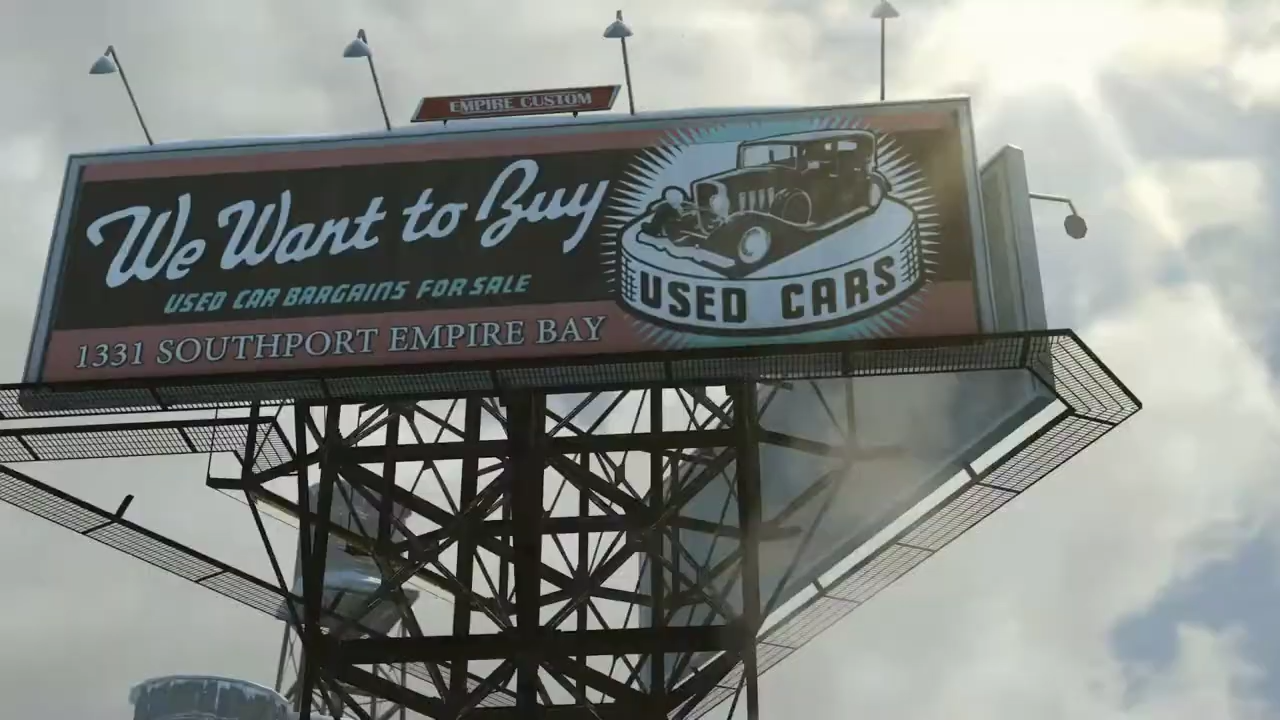 EMPIRE CUSTOM
We Want to Buy
USED CAR BARGAINS FOR SALE
1331 SOUTHPORT EMPIRE BAY
USED CARS